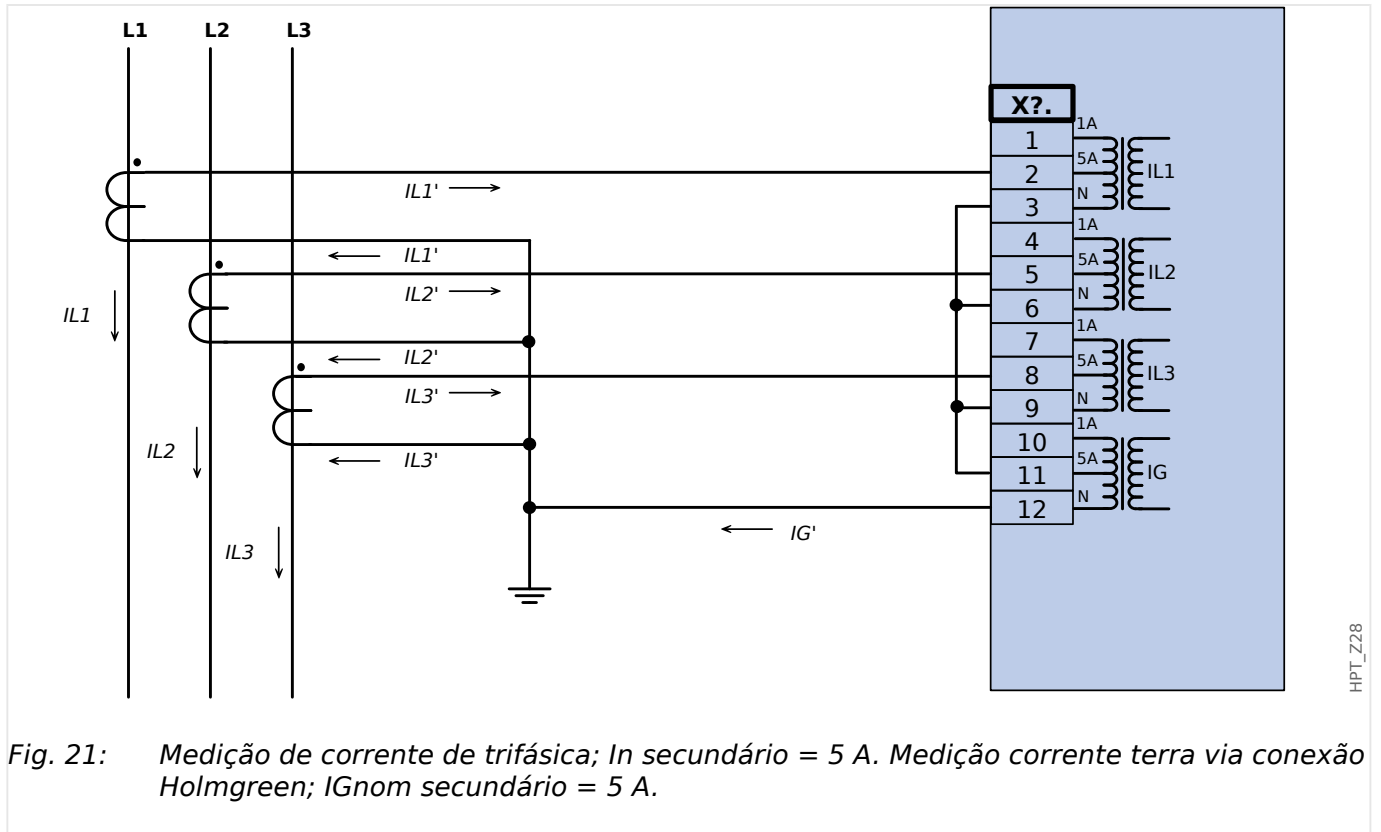 L1 L2 L3
X?.
1
2
3
4
5
6
7
8
9
10
11
12
1A
5A
N
IL1
1A
5A
N
IL2
1A
5A
N
IL3
1A
5A
N
IG
IL1'
IL1'
IL2'
IL2'
IL3'
IL3'
IG'
IL1
IL2
IL3
HPT_Z28
Fig. 21: Medição de corrente de trifásica; In secundário = 5 A. Medição corrente terra via conexão
Holmgreen; IGnom secundário = 5 A.